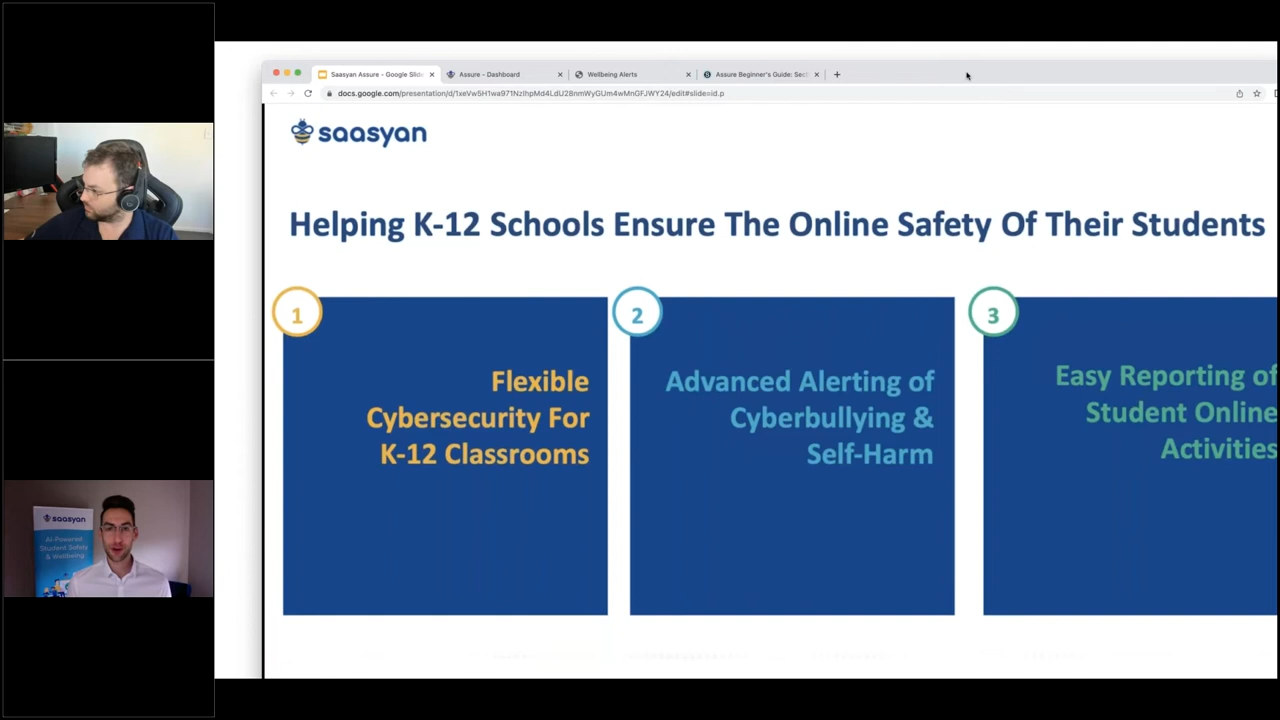 Saasyan Assure - Google Slid
Assure - Dashboard
Wellbeing Alerts
Assure Beginner's Guide: Sect
saasyan
Helping K-12 Schools Ensure The Online Safety Of Their Students
1
Flexible
Cybersecurity For
K-12 Classrooms
2
Advanced Alerting of
Cyberbullying &
Self-Harm
3
Easy Reporting of
Student Online
Activities
saasyan
AI-Powered
Student Safety
& Wellbeing